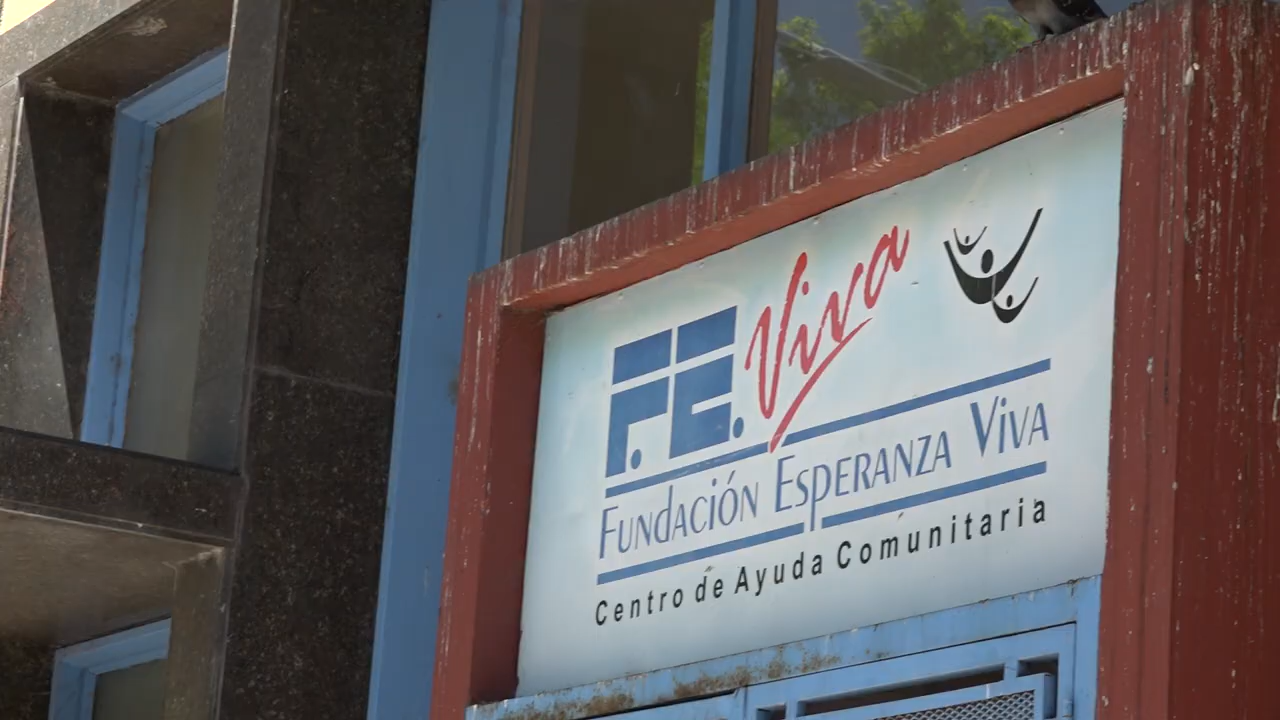 F.E. Viva
FUNdACIÓN ESpERANZA VIVA
Centro de Ayuda Comunitaria